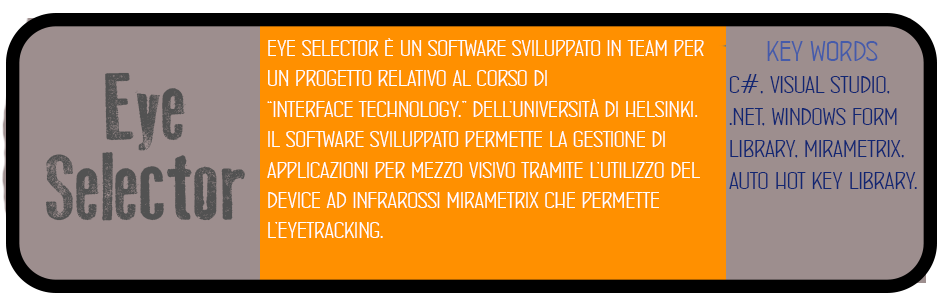 Eye
Selector
EYE SELECTOR È UN SOFTWARE SVILUPPATO IN TEAM PER
UN PROGETTO RELATIVO AL CORSO DI
"INTERFACE TECHNOLOGY." DELL'UNIVERSITÀ DI HELSINKI.
IL SOFTWARE SVILUPPATO PERMETTE LA GESTIONE DI
APPLICAZIONI PER MEZZO VISIVO TRAMITE L'UTILIZZO DEL
DEVICE AD INFRAROSSI MIRAMETRIX CHE PERMETTE
L'EYETRACKING.
KEY WORDS
C#, VISUAL STUDIO,
.NET, WINDOWS FORM
LIBRARY, MIRAMETRIX,
AUTO HOT KEY LIBRARY.